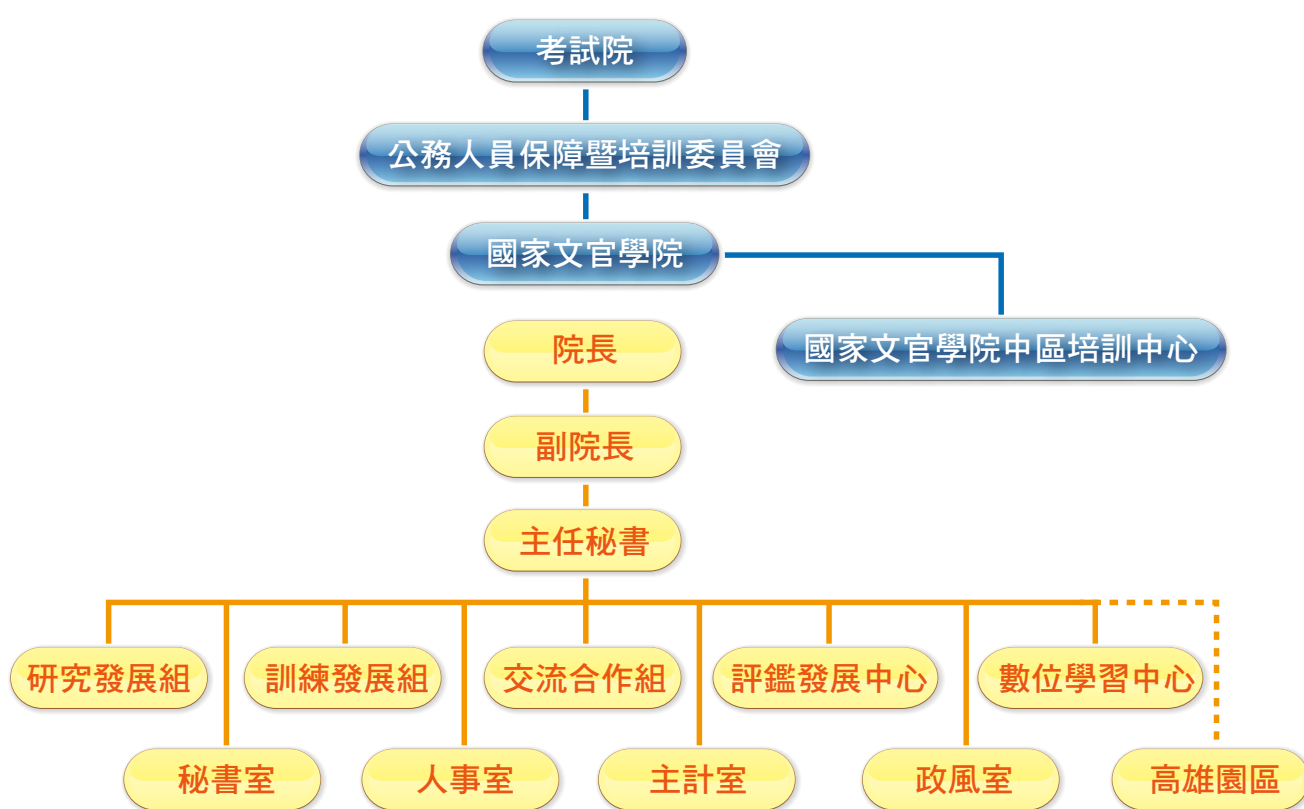 考試院
公務人員保障暨培訓委員會
國家文官學院
國家文官學院中區培訓中心
院長
副院長
主任秘書
研究發展組
訓練發展組
交流合作組
評鑑發展中心
數位學習中心
秘書室
人事室
主計室
政風室
高雄園區